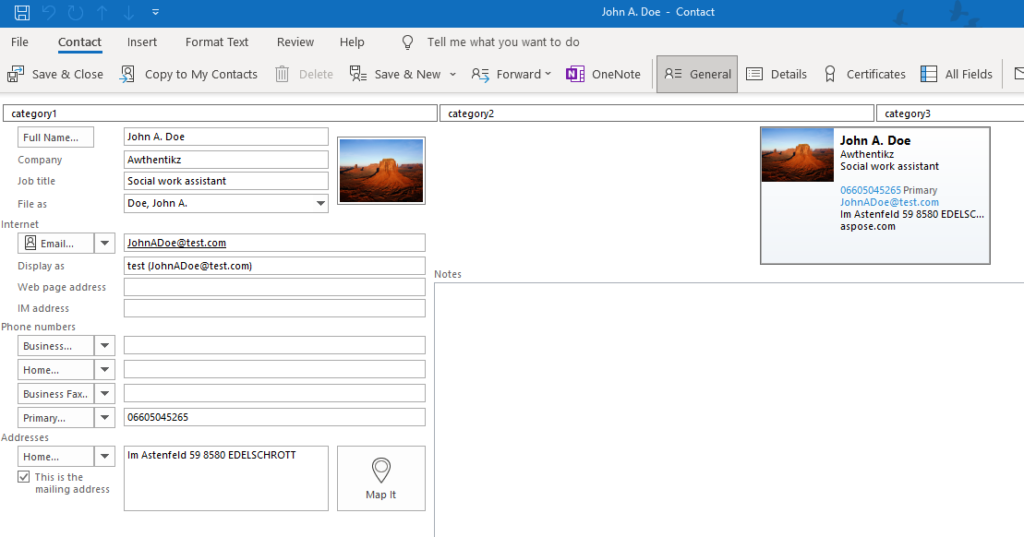 John A. Doe - Contact
File Contact Insert Format Text Review Help Tell me what you want to do
Save & Close Copy to My Contacts Delete Save & New Forward OneNote General Details Certificates All Fields
category1 category2 category3
Full Name... John A. Doe
Company Awthentikz
Job title Social work assistant
File as Doe, John A.
Internet
Email... JohnADoe@test.com
Display as test (JohnADoe@test.com)
Web page address
IM address
Phone numbers
Business...
Home...
Business Fax..
Primary... 06605045265
Addresses
Home... Im Astenfeld 59 8580 EDELSCHROTT
This is the
mailing address
Map It
John A. Doe
Awthentikz
Social work assistant
06605045265 Primary
JohnADoe@test.com
Im Astenfeld 59 8580 EDELSC...
aspose.com
Notes